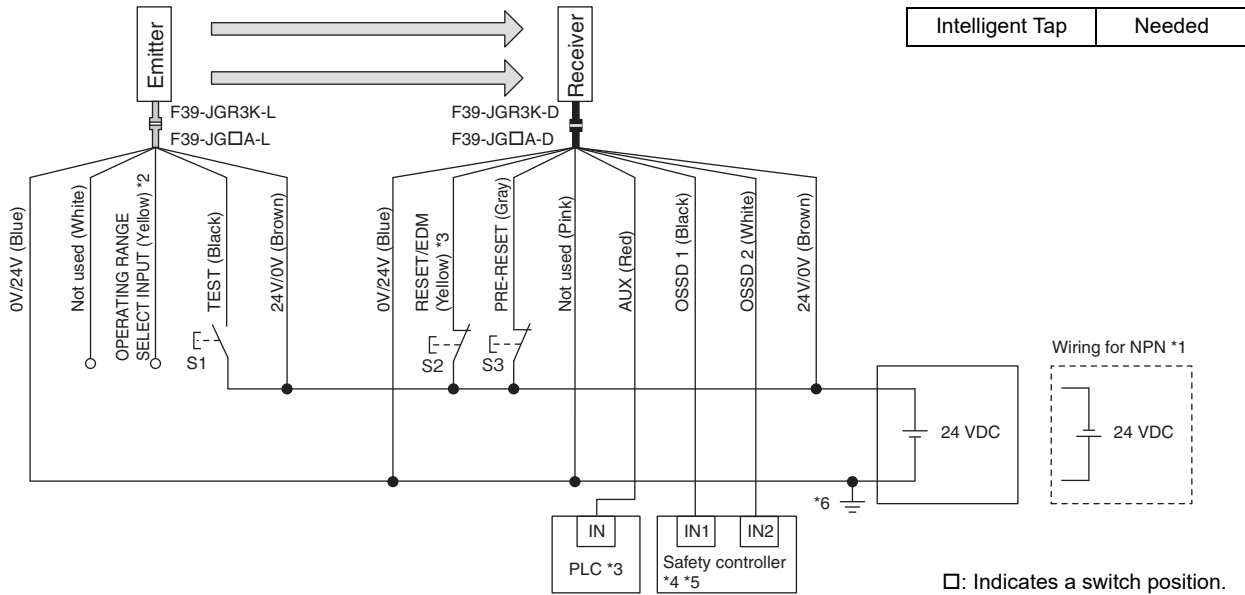 Intelligent Tap Needed
Emitter
Receiver
F39-JGR3K-L
F39-JG□A-L
F39-JGR3K-D
F39-JG□A-D
0V/24V (Blue)
Not used (White)
OPERATING RANGE
SELECT INPUT (Yellow) *2
TEST (Black)
24V/0V (Brown)
0V/24V (Blue)
RESET/EDM
(Yellow) *3
PRE-RESET (Gray)
Not used (Pink)
AUX (Red)
OSSD 1 (Black)
OSSD 2 (White)
24V/0V (Brown)
S1
S2
S3
Wiring for NPN *1
24 VDC
24 VDC
*6
IN
PLC *3
IN1
IN2
Safety controller
*4 *5
□: Indicates a switch position.